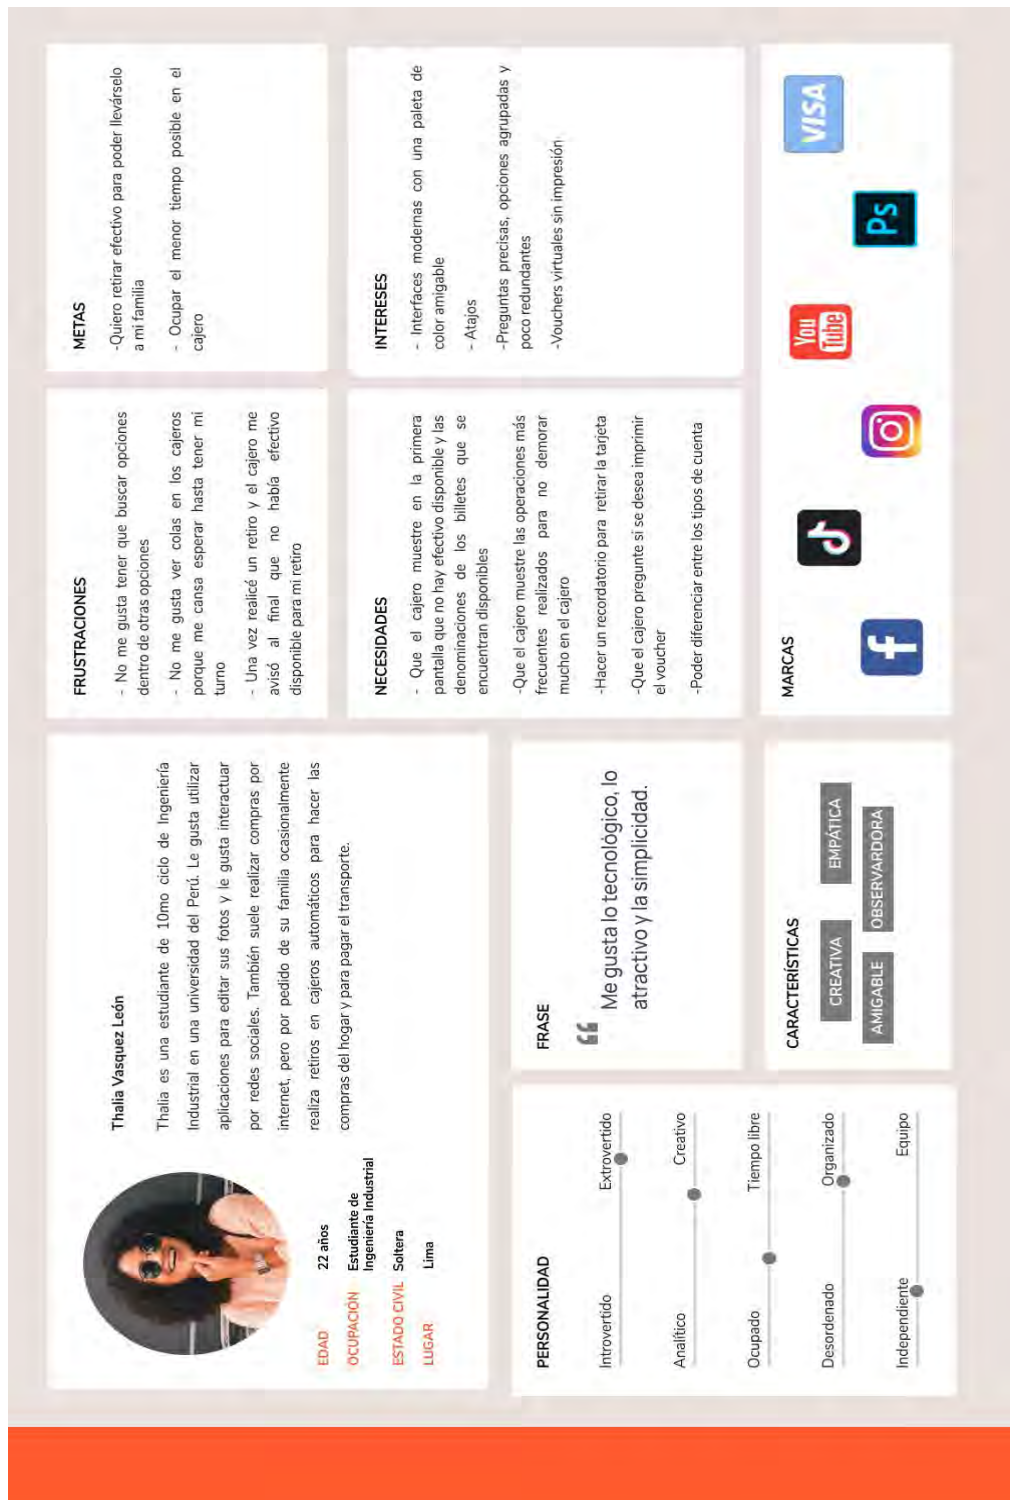 Thalia Vasquez León
Thalia es una estudiante de 10mo ciclo de Ingeniería
Industrial en una universidad del Perú. Le gusta utilizar
aplicaciones para editar sus fotos y le gusta interactuar
por redes sociales. También suele realizar compras por
internet, pero por pedido de su familia ocasionalmente
realiza retiros en cajeros automáticos para hacer las
compras del hogar y para pagar el transporte.
EDAD 22 años
OCUPACIÓN Estudiante de
Ingeniería Industrial
ESTADO CIVIL Soltera
LUGAR Lima
FRUSTRACIONES
- No me gusta tener que buscar opciones
dentro de otras opciones
- No me gusta ver colas en los cajeros
porque me cansa esperar hasta tener mi
turno
- Una vez realicé un retiro y el cajero me
avisó al final que no había efectivo
disponible para mi retiro
METAS
-Quiero retirar efectivo para poder llevárselo
a mi familia
- Ocupar el menor tiempo posible en el
cajero
NECESIDADES
- Que el cajero muestre en la primera
pantalla que no hay efectivo disponible y las
denominaciones de los billetes que se
encuentran disponibles
-Que el cajero muestre las operaciones más
frecuentes realizados para no demorar
mucho en el cajero
-Hacer un recordatorio para retirar la tarjeta
-Que el cajero pregunte si se desea imprimir
el voucher
-Poder diferenciar entre los tipos de cuenta
INTERESES
- Interfaces modernas con una paleta de
color amigable
- Atajos
-Preguntas precisas, opciones agrupadas y
poco redundantes
-Vouchers virtuales sin impresión
PERSONALIDAD
Introvertido Extrovertido
Analítico Creativo
Ocupado Tiempo libre
Desordenado Organizado
Independiente Equipo
FRASE
Me gusta lo tecnológico, lo
atractivo y la simplicidad.
CARACTERÍSTICAS
CREATIVA EMPÁTICA
AMIGABLE OBSERVARDORA
MARCAS
f
You
Tube
Ps
VISA